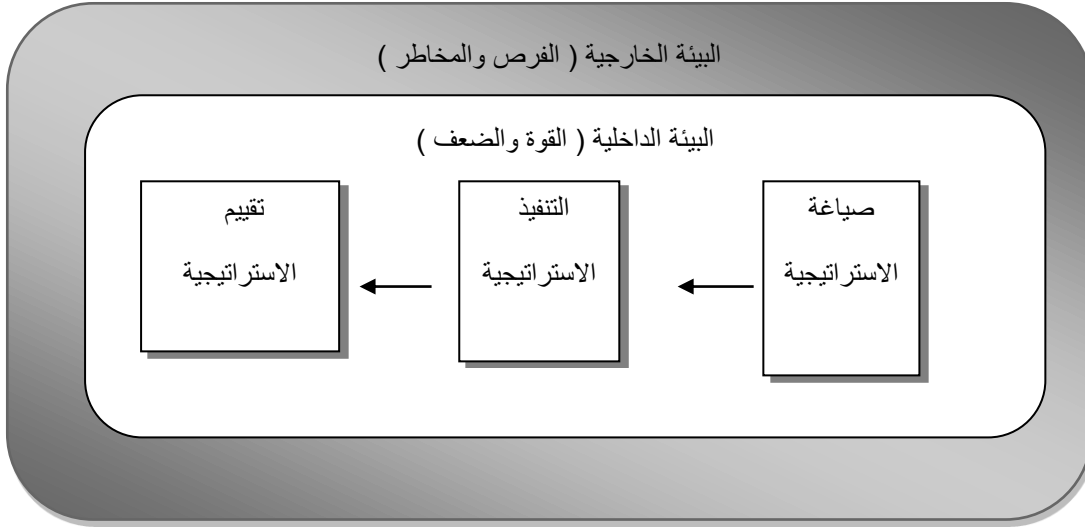 البيئة الخارجية ( الفرص والمخاطر )
البيئة الداخلية ( القوة والضعف )
صياغة
الاستراتيجية
التنفيذ
الاستراتيجية
تقييم
الاستراتيجية